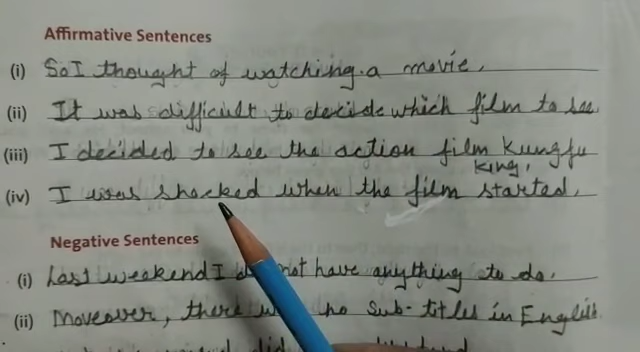 Affirmative Sentences
(i) So I thought of watching a movie.
(ii) It was difficult to decide which film to see.
(iii) I decided to see the action film Kungfu
King.
(iv) I was shocked when the film started.
Negative Sentences
(i) Last weekend I not have anything to do.
(ii) Moreover, there no Sub-titles in English.
did